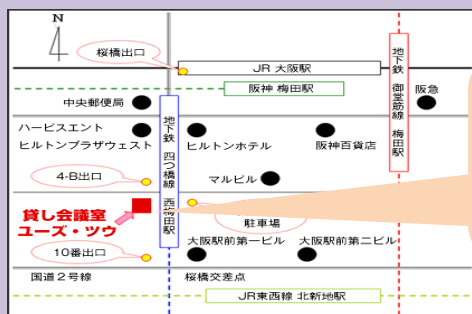 N
桜橋出口
JR 大阪駅
阪神 梅田駅
地下鉄 御堂筋線 梅田駅
阪急
中央郵便局
地下鉄 四つ橋線 西梅田駅
ハービスエント
ヒルトンプラザウェスト
ヒルトンホテル
阪神百貨店
4-B出口
マルビル
貸し会議室
ユーズ・ツウ
駐車場
10番出口
大阪駅前第一ビル
大阪駅前第二ビル
国道2号線
桜橋交差点
JR東西線 北新地駅